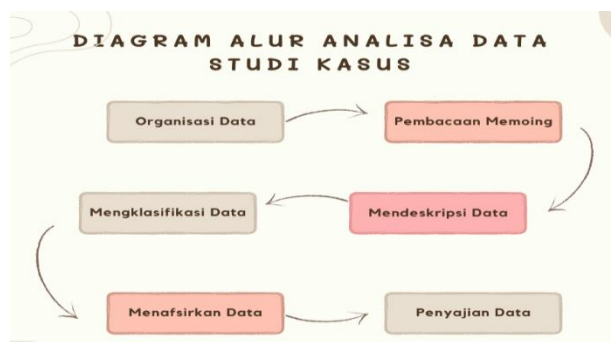 DIAGRAM ALUR ANALISA DATA
STUDI KASUS
Organisasi Data
Pembacaan Memoing
Mendeskripsi Data
Mengklasifikasi Data
Menafsirkan Data
Penyajian Data